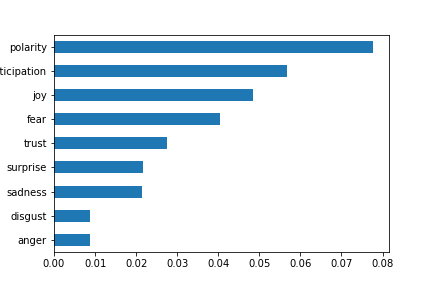 polarity
ticipation
joy
fear
trust
surprise
sadness
disgust
anger
0.00 0.01 0.02 0.03 0.04 0.05 0.06 0.07 0.08